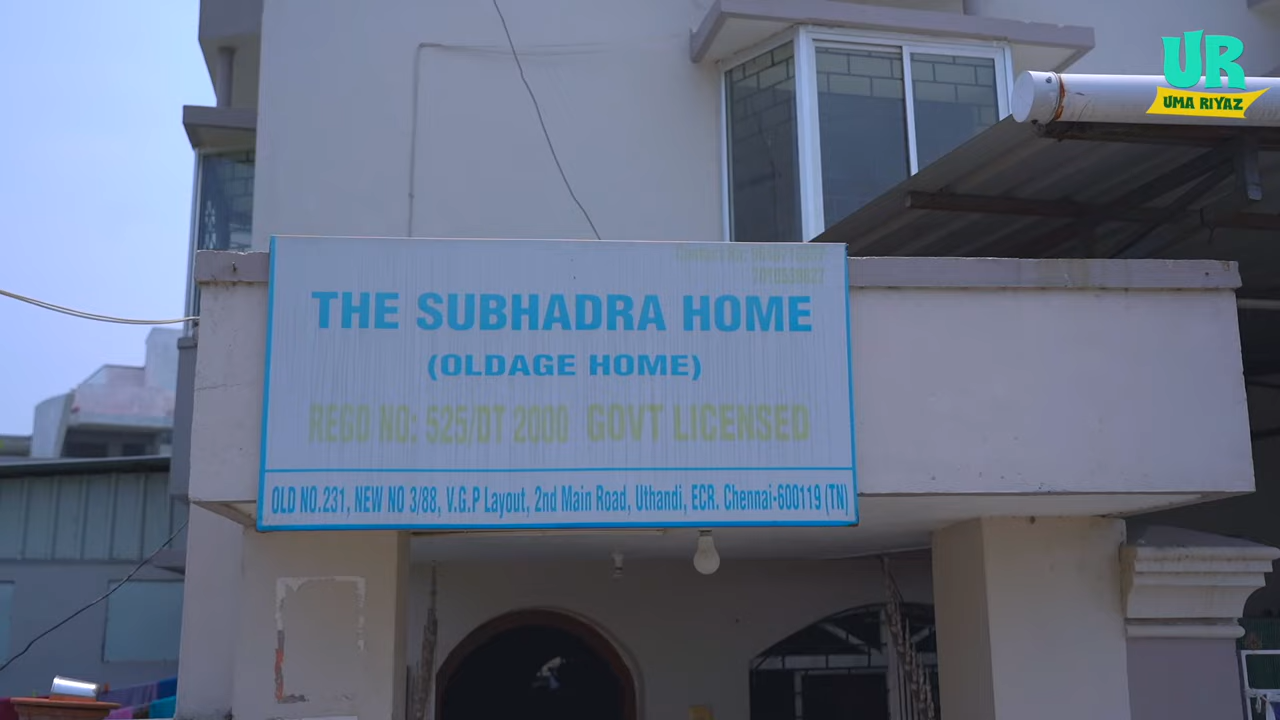 UR
UMA RIYAZ
THE SUBHADRA HOME
(OLDAGE HOME)
REGD NO: 525/DT 2000 GOVT LICENSED
OLD NO.231, NEW NO 3/88, V.G.P Layout, 2nd Main Road, Uthandi, ECR. Chennai-600119 (TN)